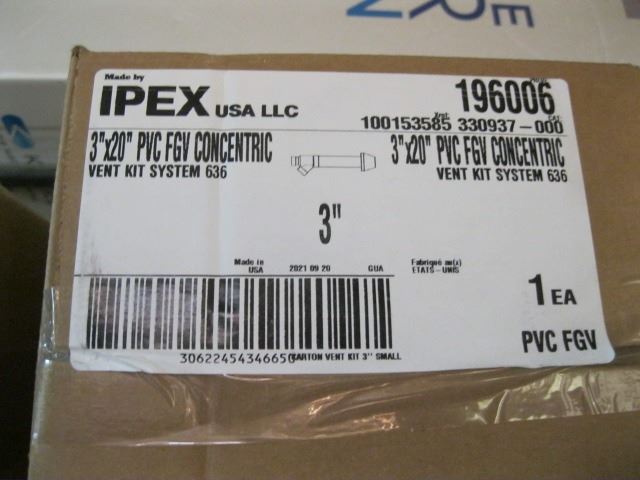 Made by
IPEX USA LLC
196006
100153585 330937-000
3"x20" PVC FGV CONCENTRIC
VENT KIT SYSTEM 636
3"x20" PVC FGV CONCENTRIC
VENT KIT SYSTEM 636
3"
Made in
USA
2021 09 20
GUA
Fabriqué au(x)
ETATS-UNIS
1 EA
30622454346650
CARTON VENT KIT 3" SMALL
PVC FGV